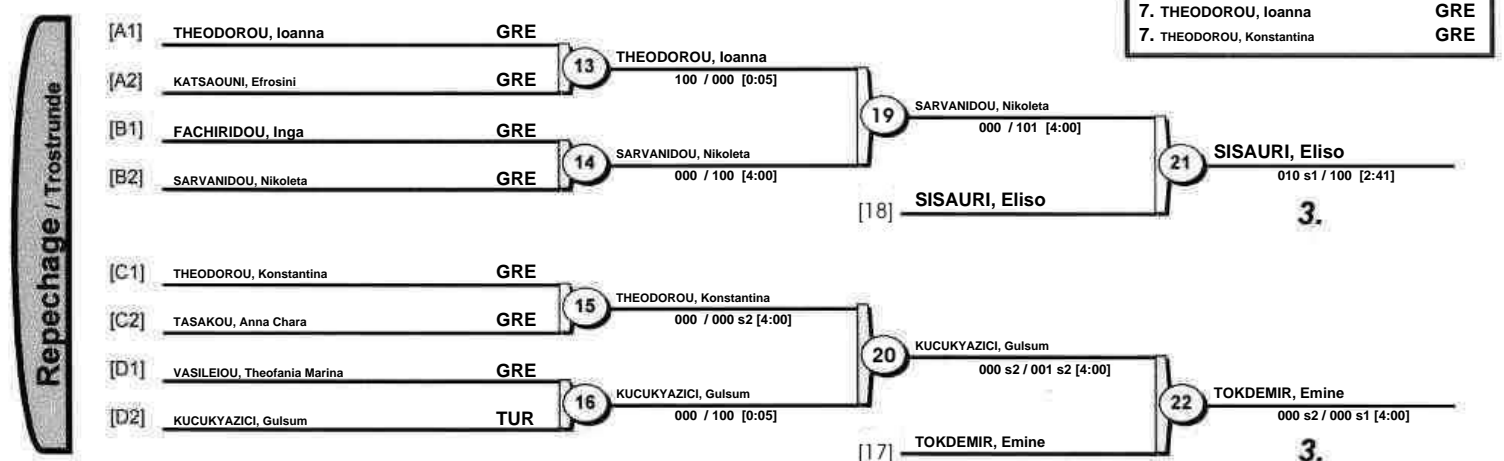 7. THEODOROU, Ioanna GRE
7. THEODOROU, Konstantina GRE
Repechage / Trostrunde
[A1] THEODOROU, Ioanna GRE
13 THEODOROU, Ioanna
100 / 000 [0:05]
[A2] KATSAOUNI, Efrosini GRE
19 SARVANIDOU, Nikoleta
000 / 101 [4:00]
[B1] FACHIRIDOU, Inga GRE
14 SARVANIDOU, Nikoleta
000 / 100 [4:00]
[B2] SARVANIDOU, Nikoleta GRE
21 SISAURI, Eliso
010 s1 / 100 [2:41]
[18] SISAURI, Eliso
3.
[C1] THEODOROU, Konstantina GRE
15 THEODOROU, Konstantina
000 / 000 s2 [4:00]
[C2] TASAKOU, Anna Chara GRE
20 KUCUKYAZICI, Gulsum
000 s2 / 001 s2 [4:00]
[D1] VASILEIOU, Theofania Marina GRE
16 KUCUKYAZICI, Gulsum
000 / 100 [0:05]
[D2] KUCUKYAZICI, Gulsum TUR
22 TOKDEMIR, Emine
000 s2 / 000 s1 [4:00]
[17] TOKDEMIR, Emine
3.